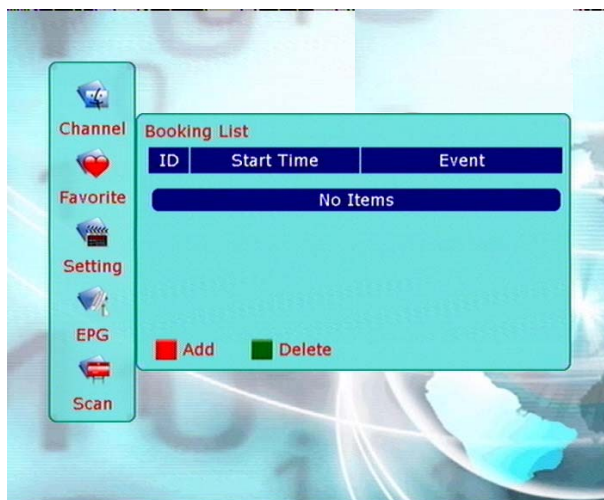 Channel
Favorite
Setting
EPG
Scan
Booking List
ID Start Time Event
No Items
Add Delete